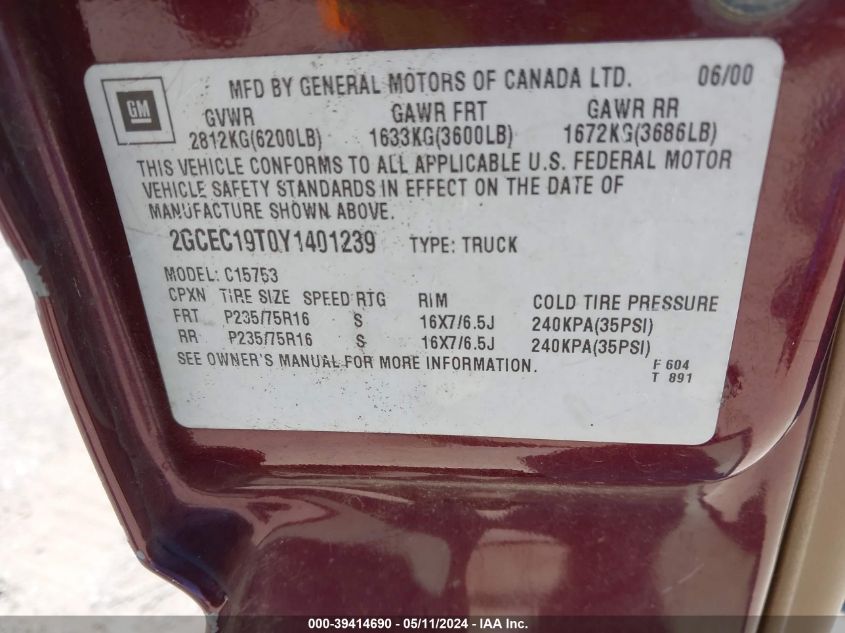 GM
MFD BY GENERAL MOTORS OF CANADA LTD. 06/00
GVWR GAWR FRT GAWR RR
2812KG(6200LB) 1633KG(3600LB) 1672KG(3686LB)
THIS VEHICLE CONFORMS TO ALL APPLICABLE U.S. FEDERAL MOTOR
VEHICLE SAFETY STANDARDS IN EFFECT ON THE DATE OF
MANUFACTURE SHOWN ABOVE.
2GCEC19T0Y1401239 TYPE: TRUCK
MODEL: C15753
CPXN TIRE SIZE SPEED RTG RIM COLD TIRE PRESSURE
FRT P235/75R16 S 16X7/6.5J 240KPA(35PSI)
RR P235/75R16 S 16X7/6.5J 240KPA(35PSI)
SEE OWNER'S MANUAL FOR MORE INFORMATION. F 604
T 891
000-39414690 - 05/11/2024 - IAA Inc.